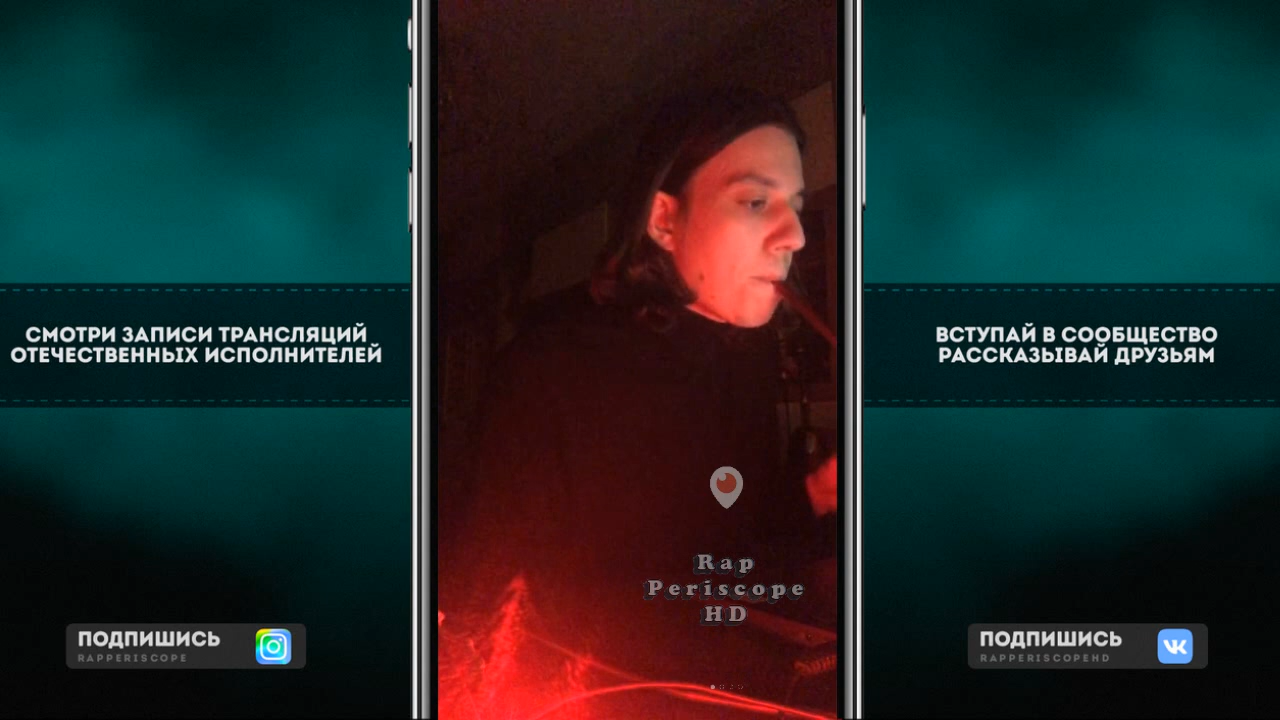 СМОТРИ ЗАПИСИ ТРАНСЛЯЦИЙ
ОТЕЧЕСТВЕННЫХ ИСПОЛНИТЕЛЕЙ
ПОДПИШИСЬ
RAPPERISCOPE
Rap
Periscope
HD
ВСТУПАЙ В СООБЩЕСТВО
РАССКАЗЫВАЙ ДРУЗЬЯМ
ПОДПИШИСЬ
RAPPERISCOPEHD